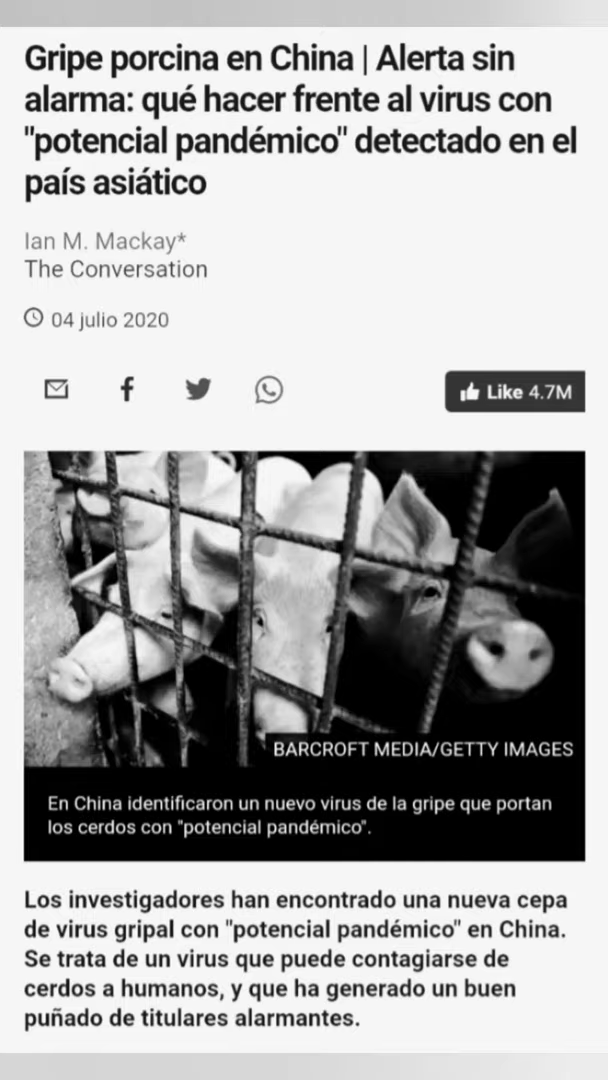 Gripe porcina en China | Alerta sin
alarma: qué hacer frente al virus con
"potencial pandémico" detectado en el
país asiático
Ian M. Mackay*
The Conversation
04 julio 2020
f
Like 4.7M
BARCROFT MEDIA/GETTY IMAGES
En China identificaron un nuevo virus de la gripe que portan
los cerdos con "potencial pandémico".
Los investigadores han encontrado una nueva cepa
de virus gripal con "potencial pandémico" en China.
Se trata de un virus que puede contagiarse de
cerdos a humanos, y que ha generado un buen
puñado de titulares alarmantes.